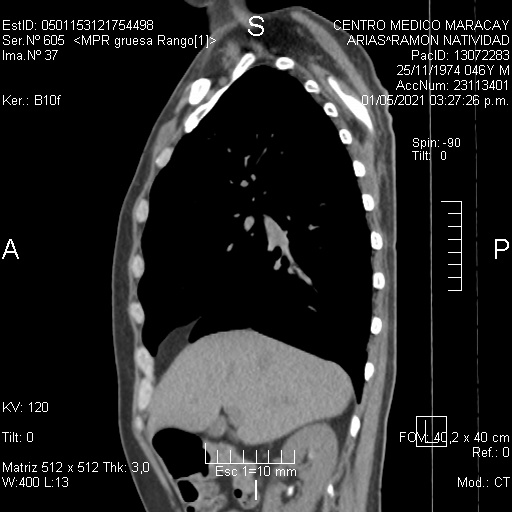 EstID: 0501153121754498
Ser.Nº 605 <MPR gruesa Rango[1]>
Ima.Nº 37
Ker.: B10f
S
CENTRO MEDICO MARACAY
ARIAS^RAMON NATIVIDAD
PacID: 13072283
25/11/1974 046Y M
AccNum: 23113401
01/05/2021 03:27:26 p.m.
Spin: -90
Tilt: 0
A
P
KV: 120
Tilt: 0
Matriz 512 x 512 Thk: 3,0
W:400 L:13
Esc 1=10 mm
I
FOV: 40,2 x 40 cm
Ref.: 0
Mod.: CT